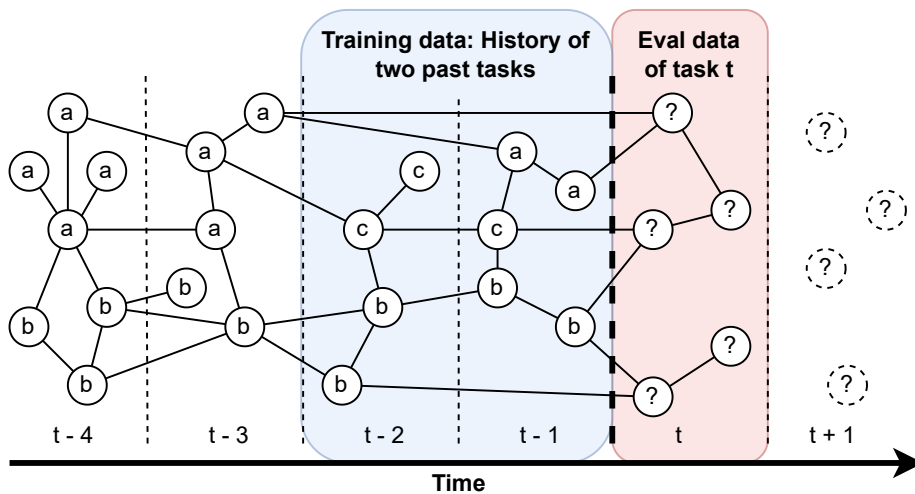 Training data: History of
two past tasks
Eval data
of task t
a
a
?
?
a
a
a
a
c
a
?
?
a
a
c
c
?
b
b
b
b
?
b
b
b
b
?
b
b
?
?
t - 4
t - 3
t - 2
t - 1
t
t + 1
Time